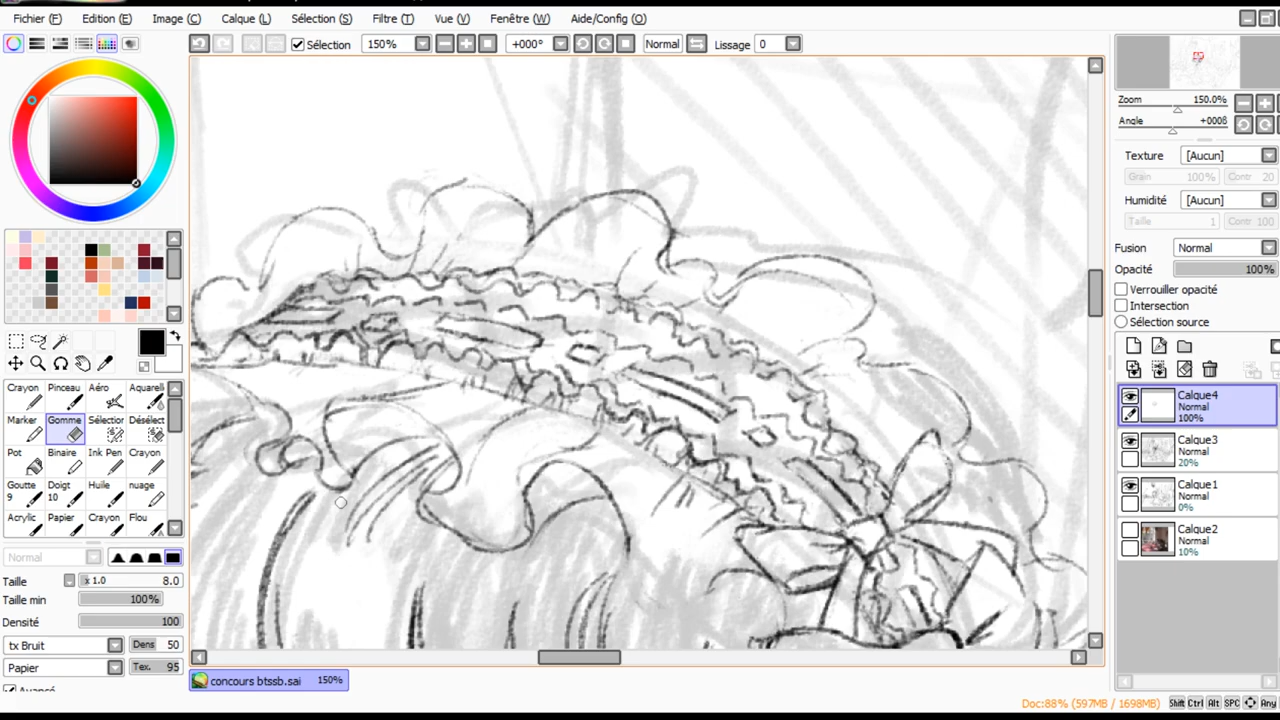 Fichier (F) Edition (E) Image (C) Calque (L) Sélection (S) Filtre (T) Vue (V) Fenêtre (W) Aide/Config (O)
Sélection 150% +000° Normal Lissage 0
Zoom 150.0%
Angle
Texture [Aucun]
Grain 100% Contr 20
Humidité [Aucun]
Taille 1 Contr 100
Fusion Normal
Opacité 100%
Verrouiller opacité
Intersection
Sélection source
Crayon Pinceau Aéro Aquarell
Marker Gomme Sélection Désélect
Pot Binaire Ink Pen Crayon
Goutte Doigt Huile nuage
9 10
Acrylic Papier Crayon Flou
Calque4
Normal
100%
Calque3
Normal
20%
Calque1
Normal
0%
Calque2
Normal
10%
Normal
Taille x 1.0 8.0
Taille min 100%
Densité 100
tx Bruit Dens 50
Papier Tex. 95
concours btssb.sai 150%
Doc:88% (597MB / 1698MB) Shift Ctrl Alt SPC Any